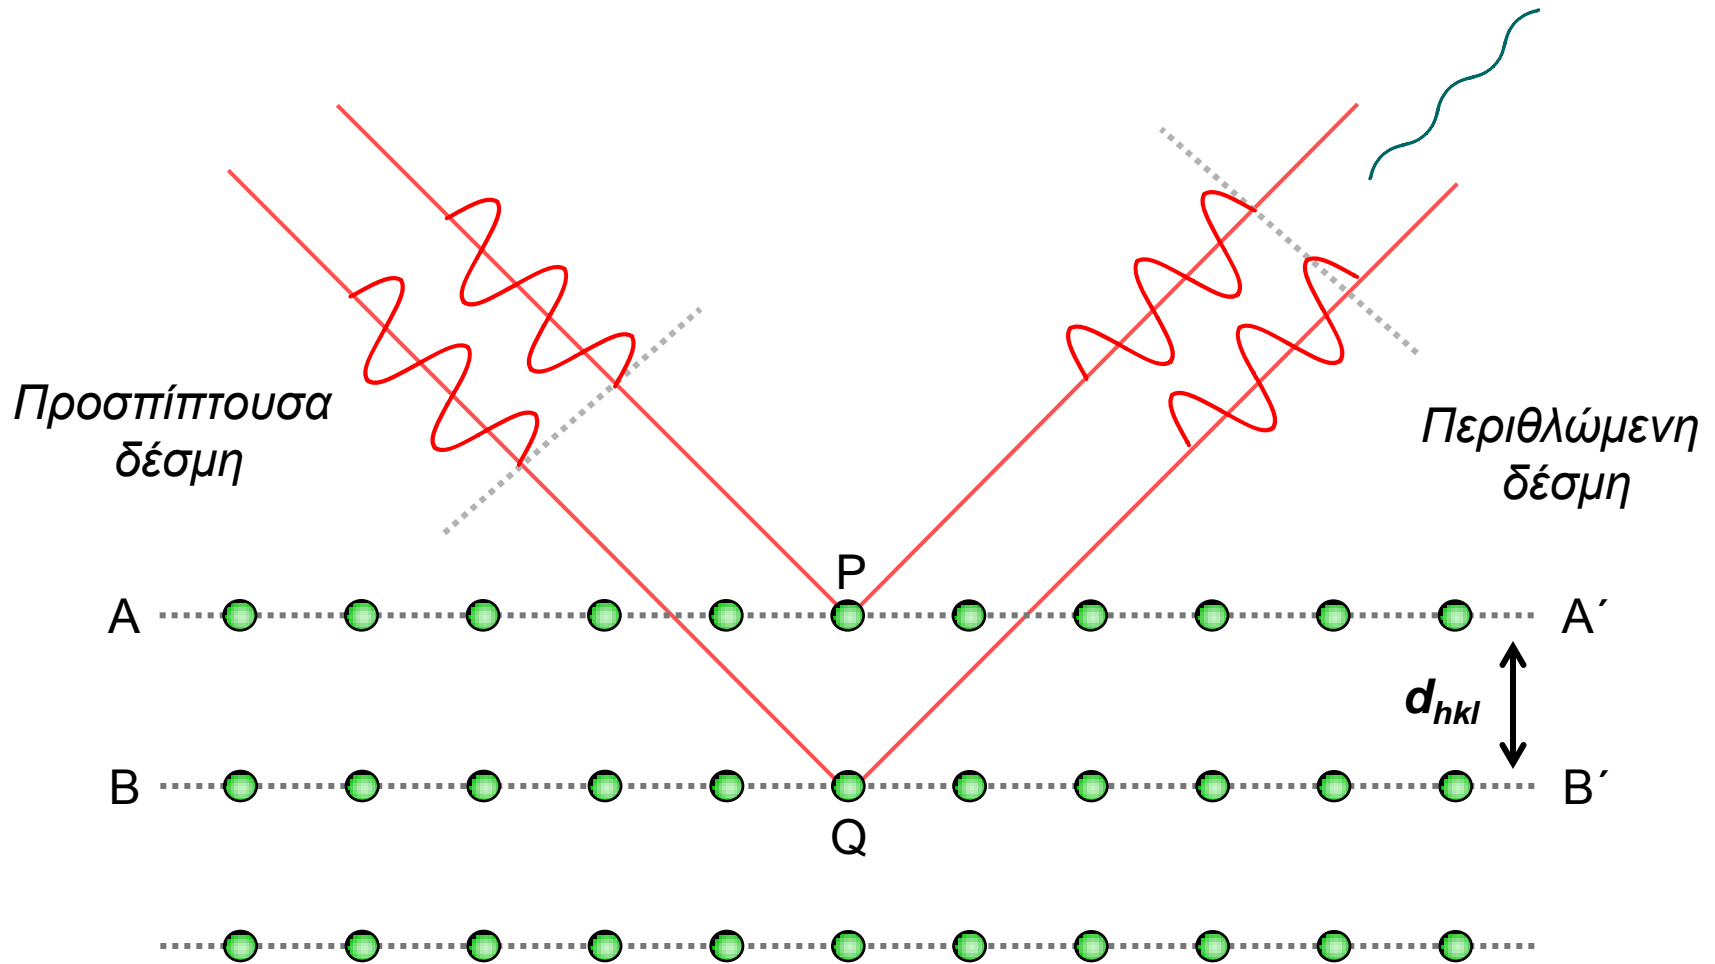 Προσπίπτουσα
δέσμη
Περιθλώμενη
δέσμη
P
A
A´
d_hkl
B
B´
Q